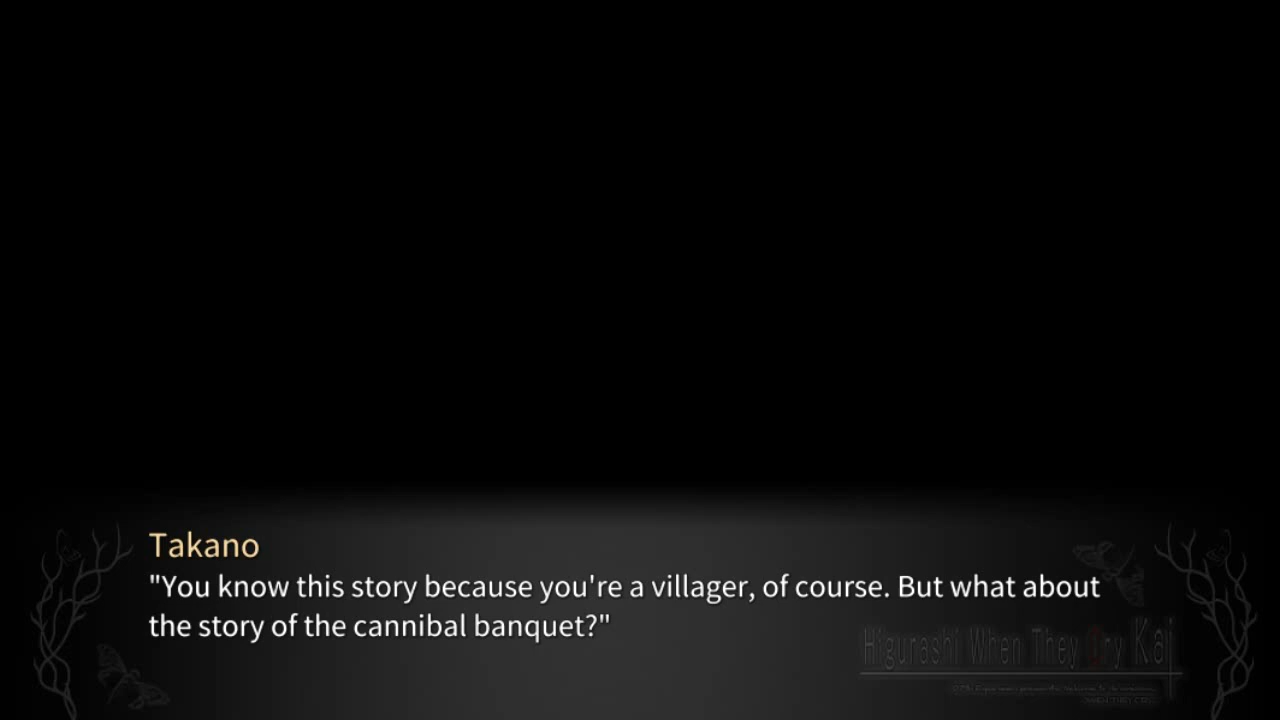 Takano
"You know this story because you're a villager, of course. But what about
the story of the cannibal banquet?"
Higurashi When They Cry Kai